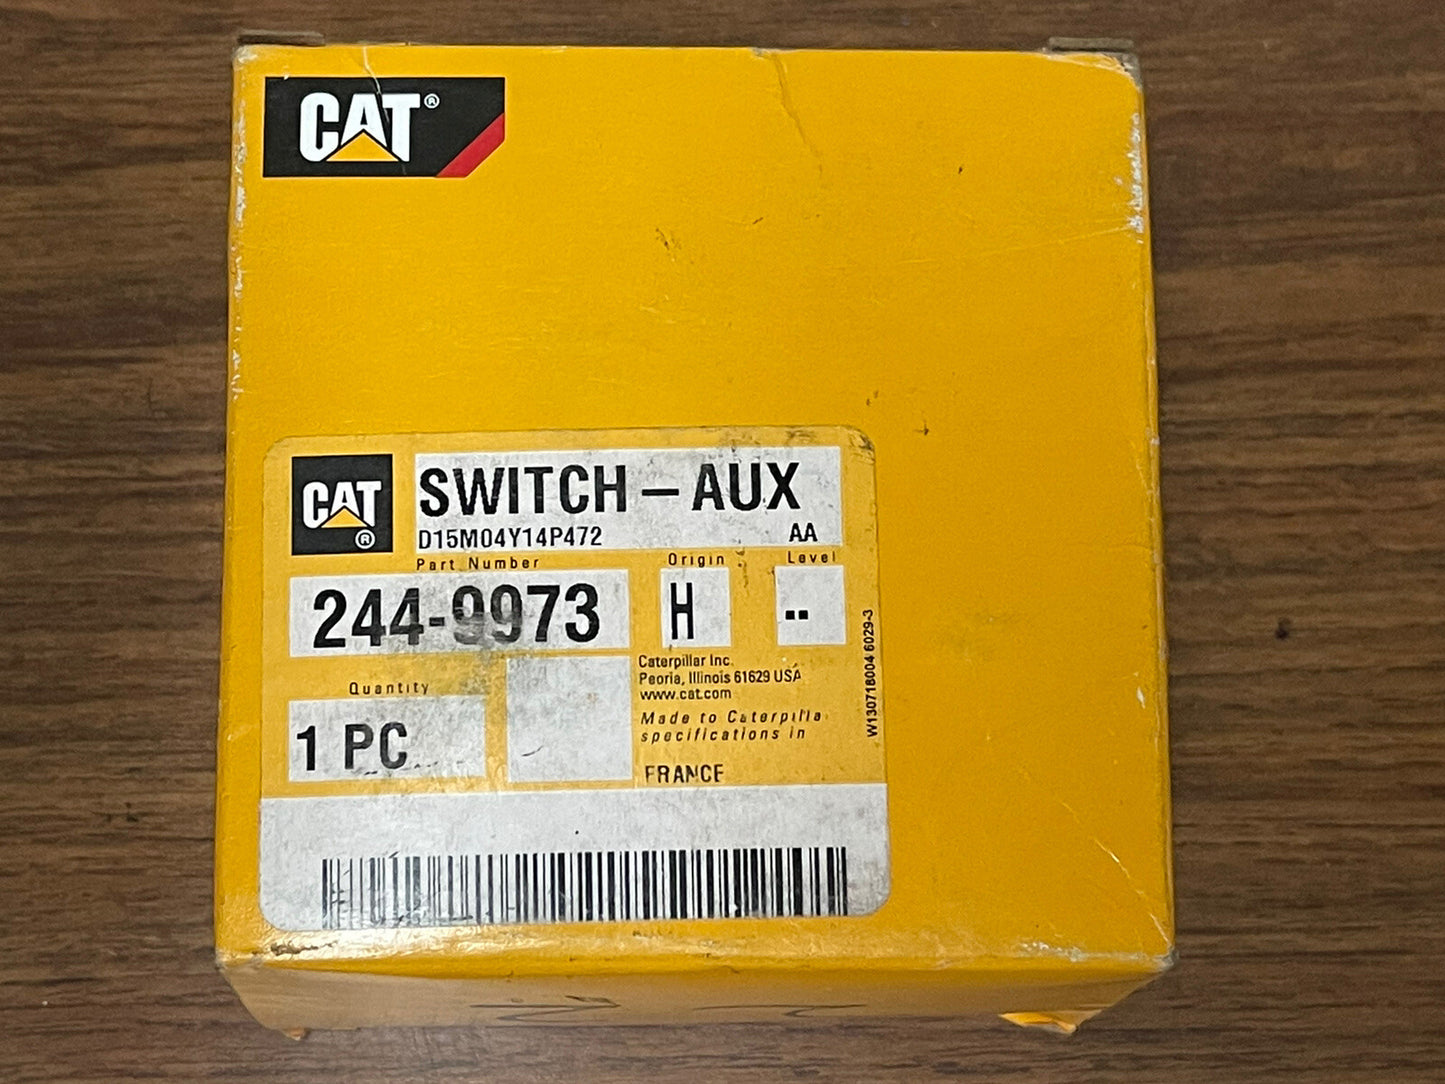 CAT®
CAT®
SWITCH – AUX
D15M04Y14P472 AA
Part Number Origin Level
244-9973 H --
Quantity
1 PC
Caterpillar Inc.
Peoria, Illinois 61629 USA
www.cat.com
Made to Caterpilla
specifications in
FRANCE
W130718004 6029-3